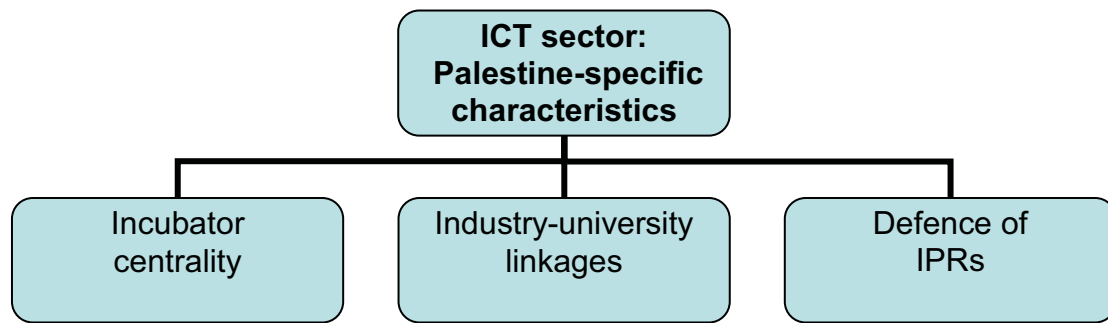 ICT sector:
Palestine-specific
characteristics
Incubator
centrality
Industry-university
linkages
Defence of
IPRs